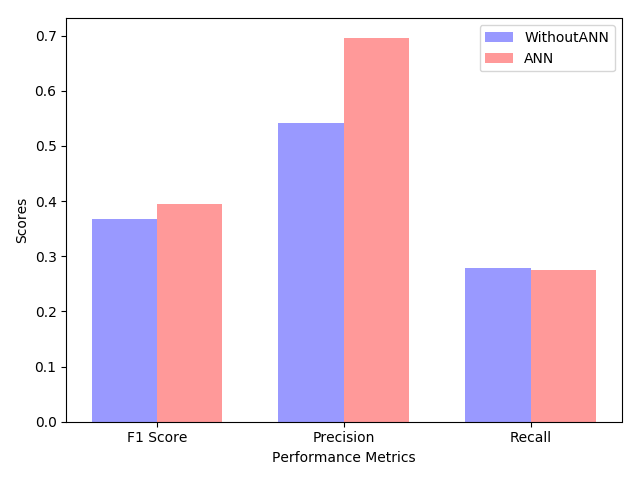 WithoutANN
ANN
Scores
0.7
0.6
0.5
0.4
0.3
0.2
0.1
0.0
F1 Score
Precision
Recall
Performance Metrics